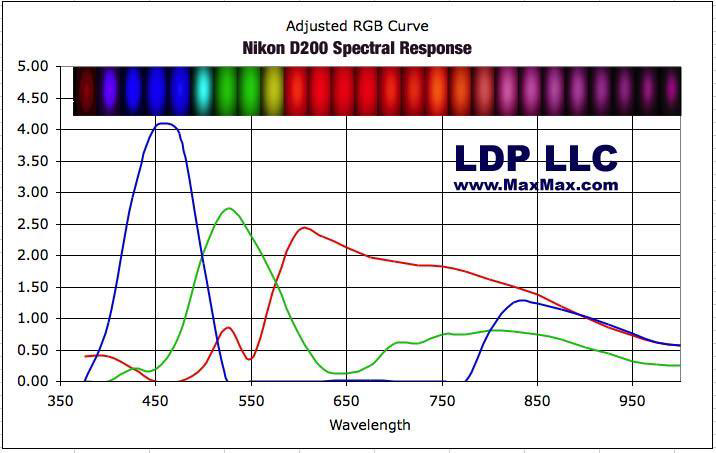 Adjusted RGB Curve
Nikon D200 Spectral Response
5.00
4.50
4.00
3.50
3.00
2.50
2.00
1.50
1.00
0.50
0.00
LDP LLC
www.MaxMax.com
350 450 550 650 750 850 950
Wavelength